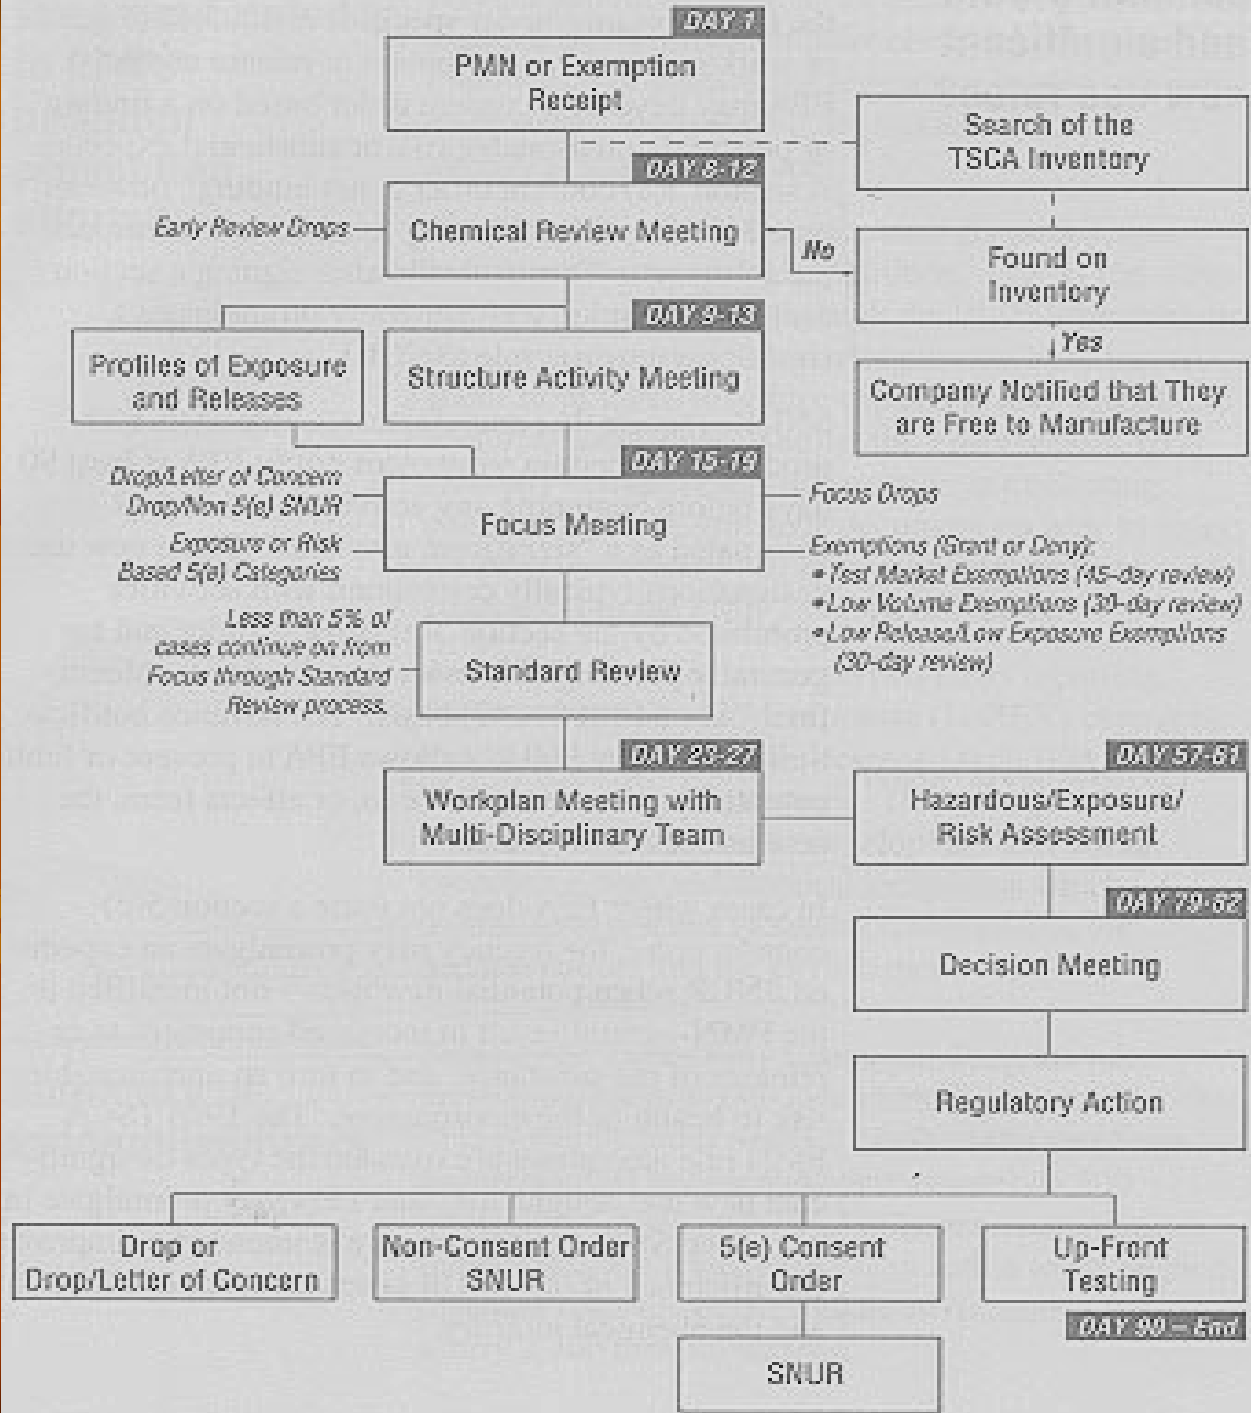 DAY 1
PMN or Exemption
Receipt
Search of the
TSCA Inventory
DAY 8-12
Early Review Drops
Chemical Review Meeting
No
Found on
Inventory
Yes
DAY 9-13
Profiles of Exposure
and Releases
Structure Activity Meeting
Company Notified that They
are Free to Manufacture
DAY 15-19
Drop/Letter of Concern
Drop/Non 5(e) SNUR
Exposure or Risk
Based 5(e) Categories
Focus Meeting
Focus Drops
Exemptions (Grant or Deny):
• Test Market Exemptions (45-day review)
• Low Volume Exemptions (30-day review)
• Low Release/Low Exposure Exemptions
(30-day review)
Less than 5% of
cases continue on from
Focus through Standard
Review process.
Standard Review
DAY 23-27
Workplan Meeting with
Multi-Disciplinary Team
DAY 57-61
Hazardous/Exposure/
Risk Assessment
DAY 79-82
Decision Meeting
Regulatory Action
Drop or
Drop/Letter of Concern
Non-Consent Order
SNUR
5(e) Consent
Order
Up-Front
Testing
DAY 90 – End
SNUR